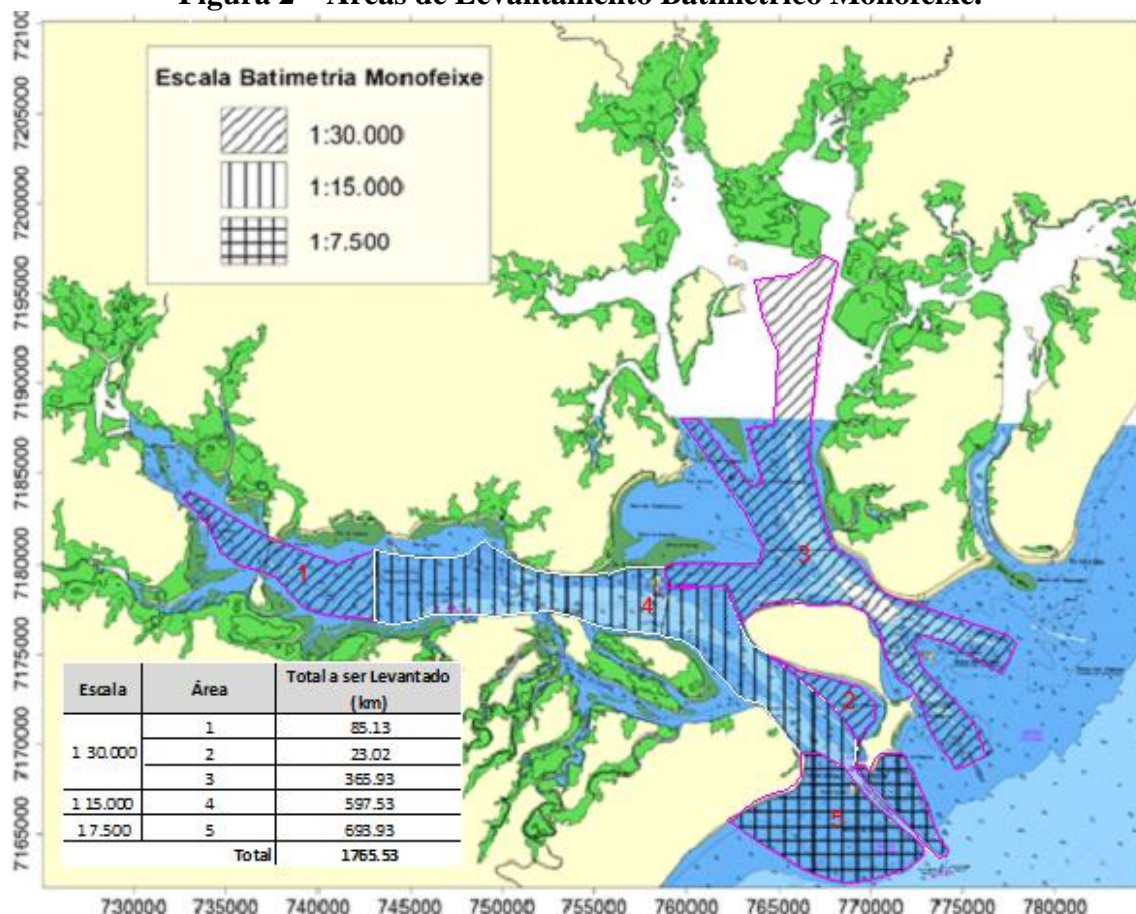 Figura 2 – Áreas de Levantamento Batimétrico Monofeixe.
Escala Batimetria Monofeixe
1:30.000
1:15.000
1:7.500
7205000
7200000
7195000
7190000
7185000
7180000
7175000
7170000
7165000
1
2
3
4
5
Escala Área Total a ser Levantado (km)
1 30.000 1 85.13
2 23.02
3 365.93
1 15.000 4 597.53
1 7.500 5 693.93
Total 1765.53
730000 735000 740000 745000 750000 755000 760000 765000 770000 775000 780000